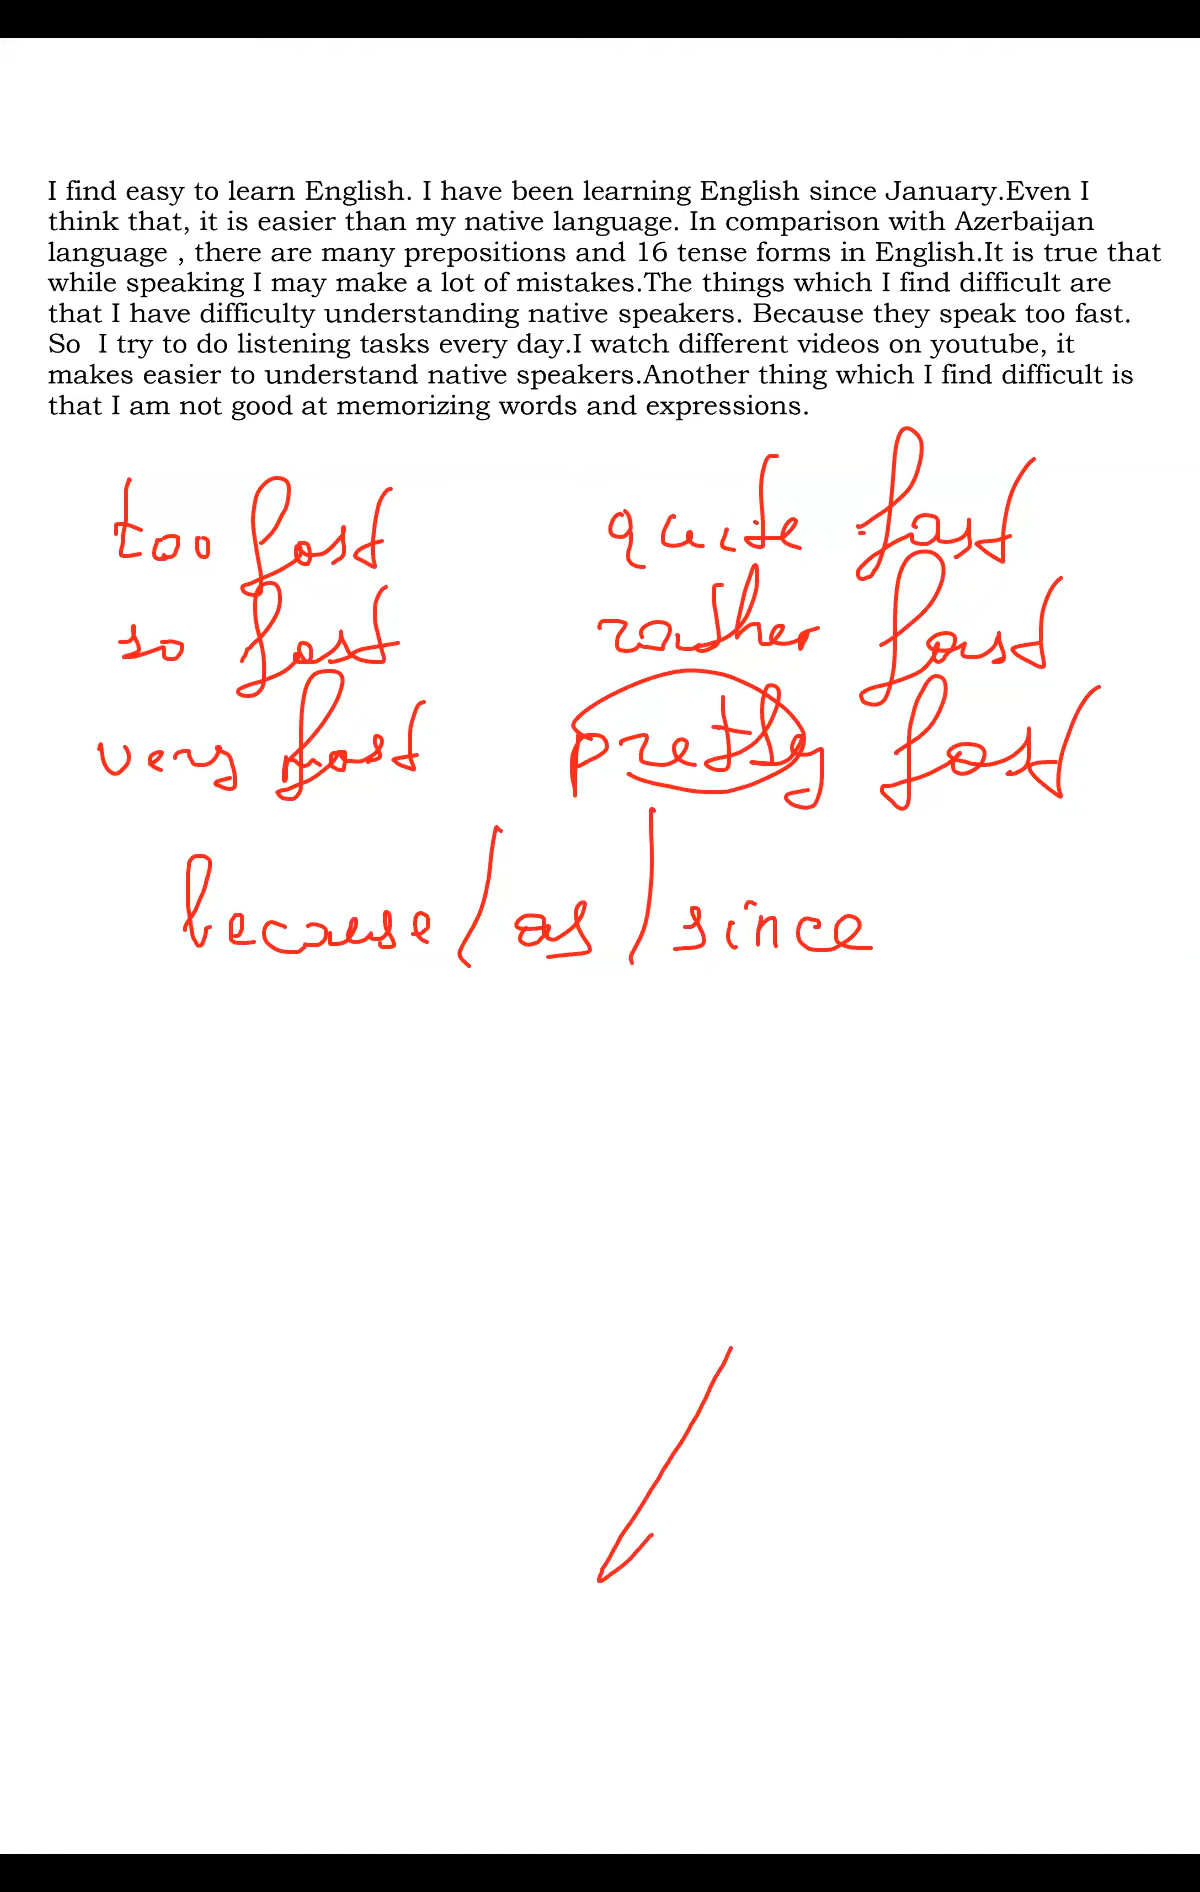 I find easy to learn English. I have been learning English since January.Even I
think that, it is easier than my native language. In comparison with Azerbaijan
language , there are many prepositions and 16 tense forms in English.It is true that
while speaking I may make a lot of mistakes.The things which I find difficult are
that I have difficulty understanding native speakers. Because they speak too fast.
So  I try to do listening tasks every day.I watch different videos on youtube, it
makes easier to understand native speakers.Another thing which I find difficult is
that I am not good at memorizing words and expressions.
too fast quite fast
so fast rather fast
very fast pretty fast
because/as/since